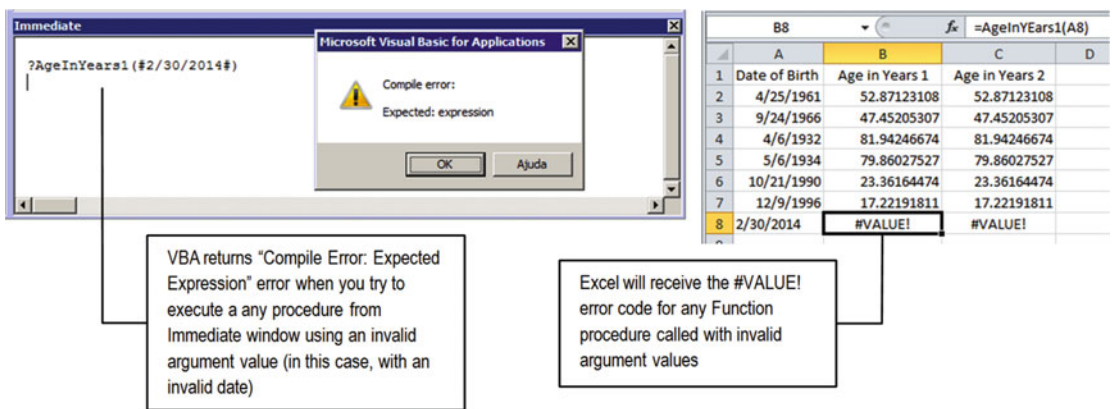 Immediate
?AgeInYears1(#2/30/2014#)
Microsoft Visual Basic for Applications
Compile error:
Expected: expression
OK Ajuda
B8 fx =AgeInYEars1(A8)
A B C D
1 Date of Birth Age in Years 1 Age in Years 2
2 4/25/1961 52.87123108 52.87123108
3 9/24/1966 47.45205307 47.45205307
4 4/6/1932 81.94246674 81.94246674
5 5/6/1934 79.86027527 79.86027527
6 10/21/1990 23.36164474 23.36164474
7 12/9/1996 17.22191811 17.22191811
8 2/30/2014 #VALUE! #VALUE!
VBA returns “Compile Error: Expected
Expression” error when you try to
execute a any procedure from
Immediate window using an invalid
argument value (in this case, with an
invalid date)
Excel will receive the #VALUE!
error code for any Function
procedure called with invalid
argument values